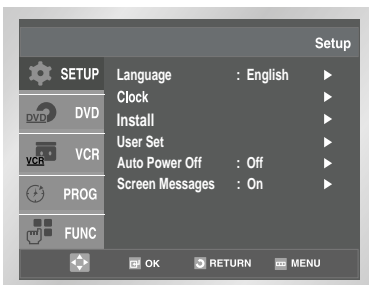 Setup
SETUP
DVD DVD
VCR VCR
PROG
FUNC
Language : English ►
Clock ►
Install ►
User Set ►
Auto Power Off : Off ►
Screen Messages : On ►
OK RETURN MENU